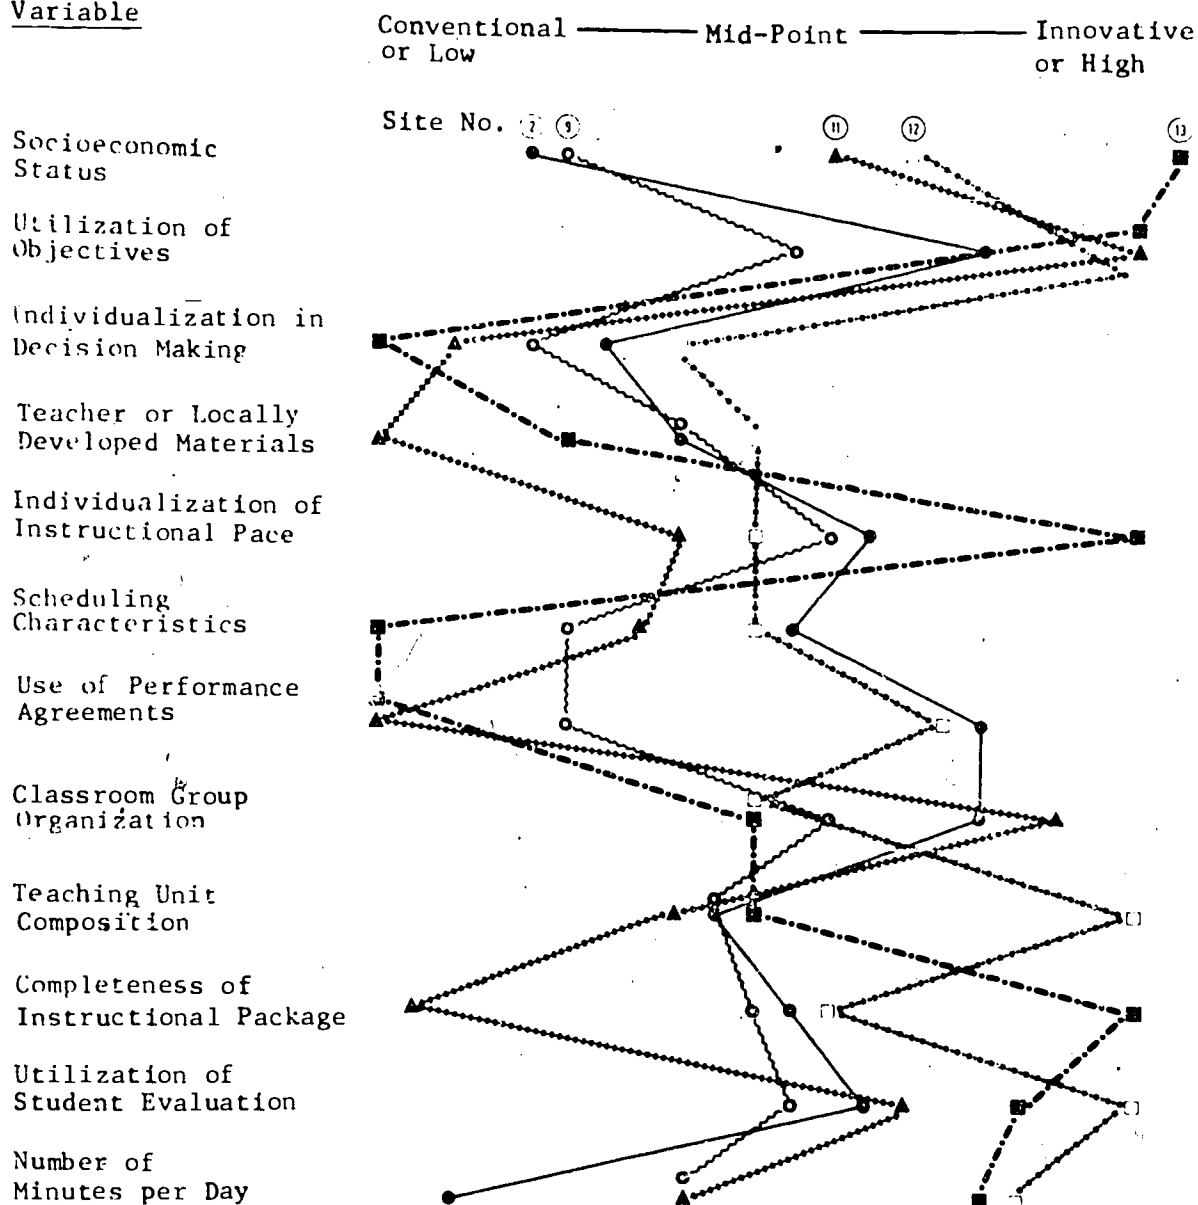 Variable
Conventional Mid-Point Innovative
or Low or High
Site No. 2 9 11 12 13
Socioeconomic
Status
Utilization of
Objectives
Individualization in
Decision Making
Teacher or Locally
Developed Materials
Individualization of
Instructional Pace
Scheduling
Characteristics
Use of Performance
Agreements
Classroom Group
Organization
Teaching Unit
Composition
Completeness of
Instructional Package
Utilization of
Student Evaluation
Number of
Minutes per Day